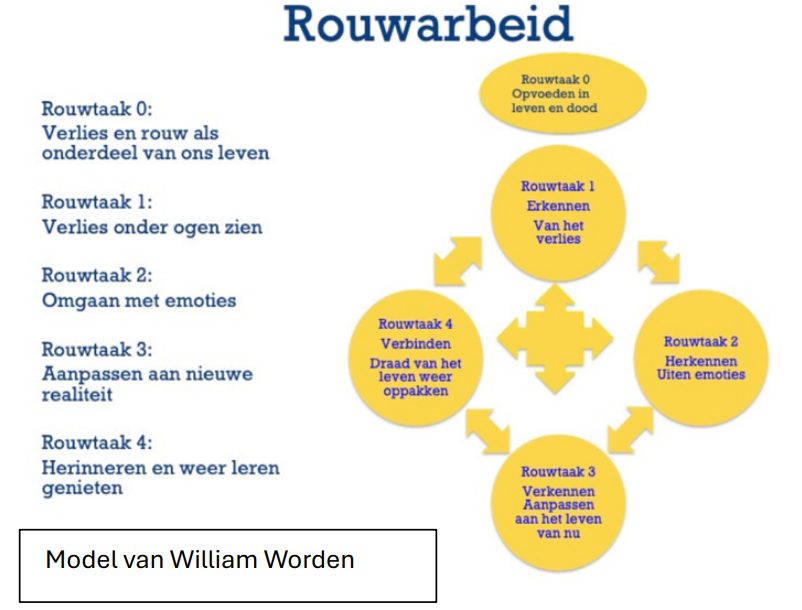 Rouwarbeid
Rouwtaak 0:
Verlies en rouw als
onderdeel van ons leven
Rouwtaak 1:
Verlies onder ogen zien
Rouwtaak 2:
Omgaan met emoties
Rouwtaak 3:
Aanpassen aan nieuwe
realiteit
Rouwtaak 4:
Herinneren en weer leren
genieten
Rouwtaak 0
Opvoeden in
leven en dood
Rouwtaak 1
Erkennen
Van het
verlies
Rouwtaak 4
Verbinden
Draad van het
leven weer
oppakken
Rouwtaak 2
Herkennen
Uiten emoties
Rouwtaak 3
Verkennen
Aanpassen
aan het leven
van nu
Model van William Worden